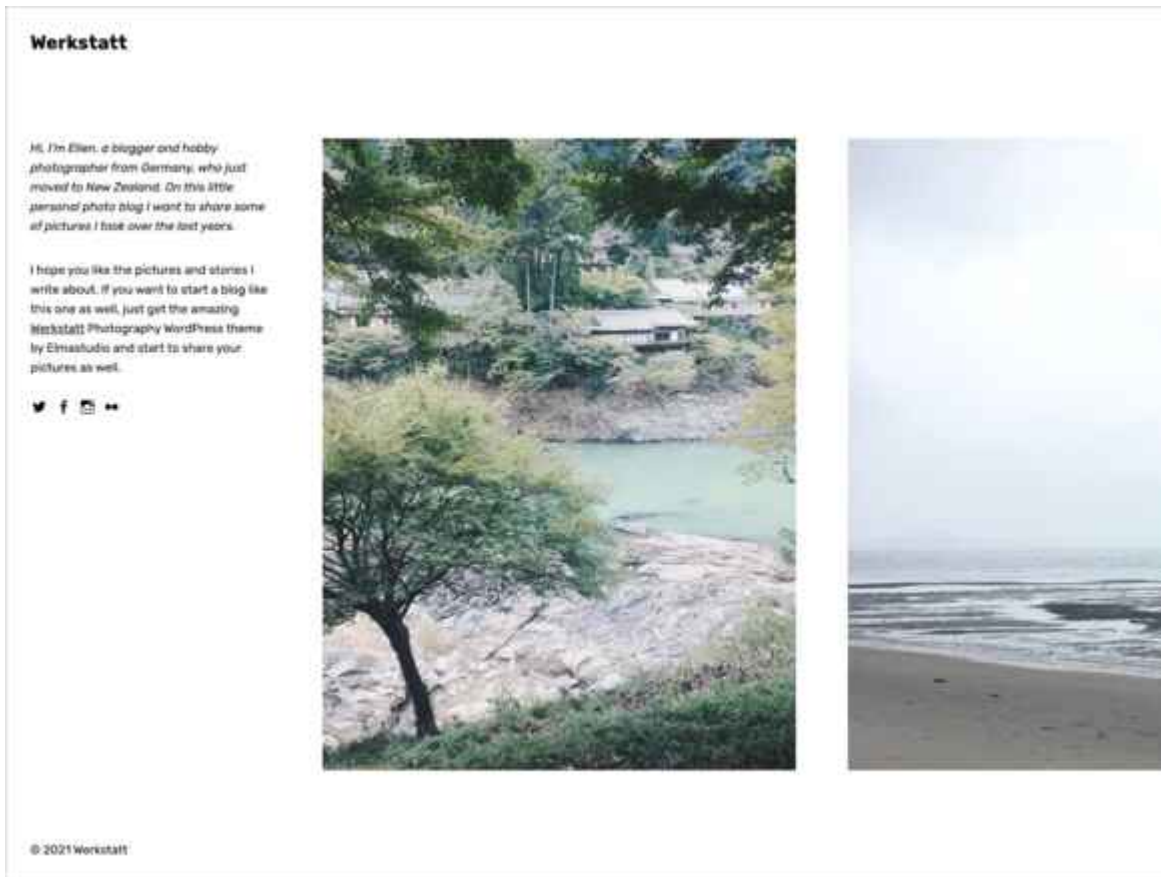 Werkstatt
Hi, I'm Ellen, a blogger and hobby
photographer from Germany, who just
moved to New Zealand. On this little
personal photo blog I want to share some
of pictures I took over the last years.
I hope you like the pictures and stories I
write about. If you want to start a blog like
this one as well, just get the amazing
Werkstatt Photography WordPress theme
by Elmastudio and start to share your
pictures as well.
© 2021 Werkstatt